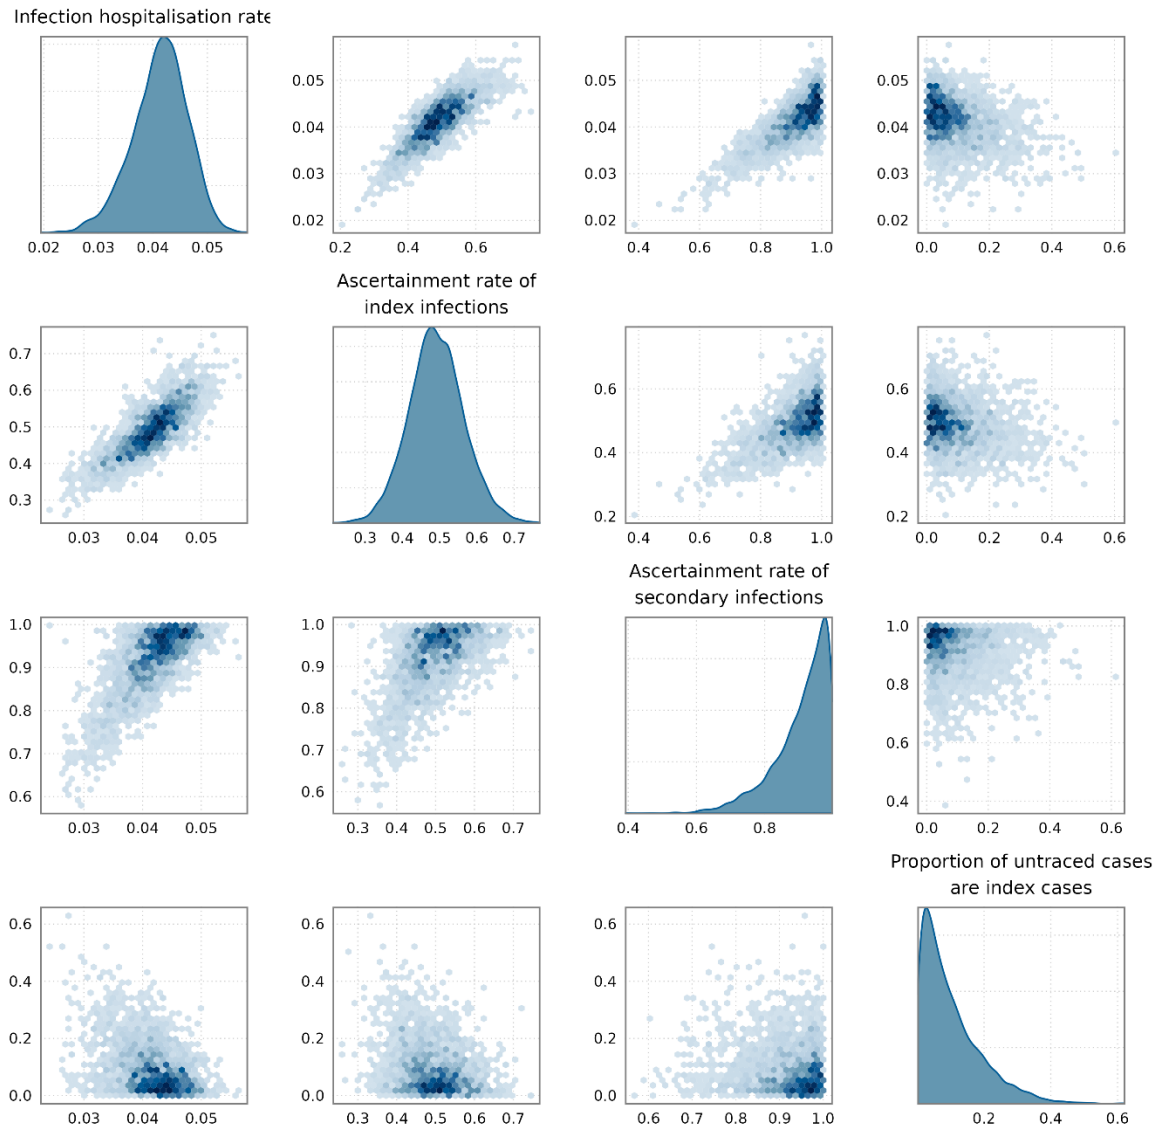 Infection hospitalisation rate
0.05
0.04
0.03
0.02
0.02 0.03 0.04 0.05
0.2 0.4 0.6
0.05
0.04
0.03
0.02
0.4 0.6 0.8 1.0
0.05
0.04
0.03
0.02
0.0 0.2 0.4 0.6
Ascertainment rate of
index infections
0.7
0.6
0.5
0.4
0.3
0.03 0.04 0.05
0.3 0.4 0.5 0.6 0.7
0.6
0.4
0.2
0.4 0.6 0.8 1.0
0.6
0.4
0.2
0.0 0.2 0.4 0.6
Ascertainment rate of
secondary infections
1.0
0.9
0.8
0.7
0.6
0.03 0.04 0.05
1.0
0.9
0.8
0.7
0.6
0.3 0.4 0.5 0.6 0.7
0.4 0.6 0.8
1.0
0.8
0.6
0.4
0.0 0.2 0.4 0.6
Proportion of untraced cases
are index cases
0.6
0.4
0.2
0.0
0.03 0.04 0.05
0.6
0.4
0.2
0.0
0.3 0.4 0.5 0.6 0.7
0.6
0.4
0.2
0.0
0.5 0.6 0.7 0.8 0.9 1.0
0.2 0.4 0.6